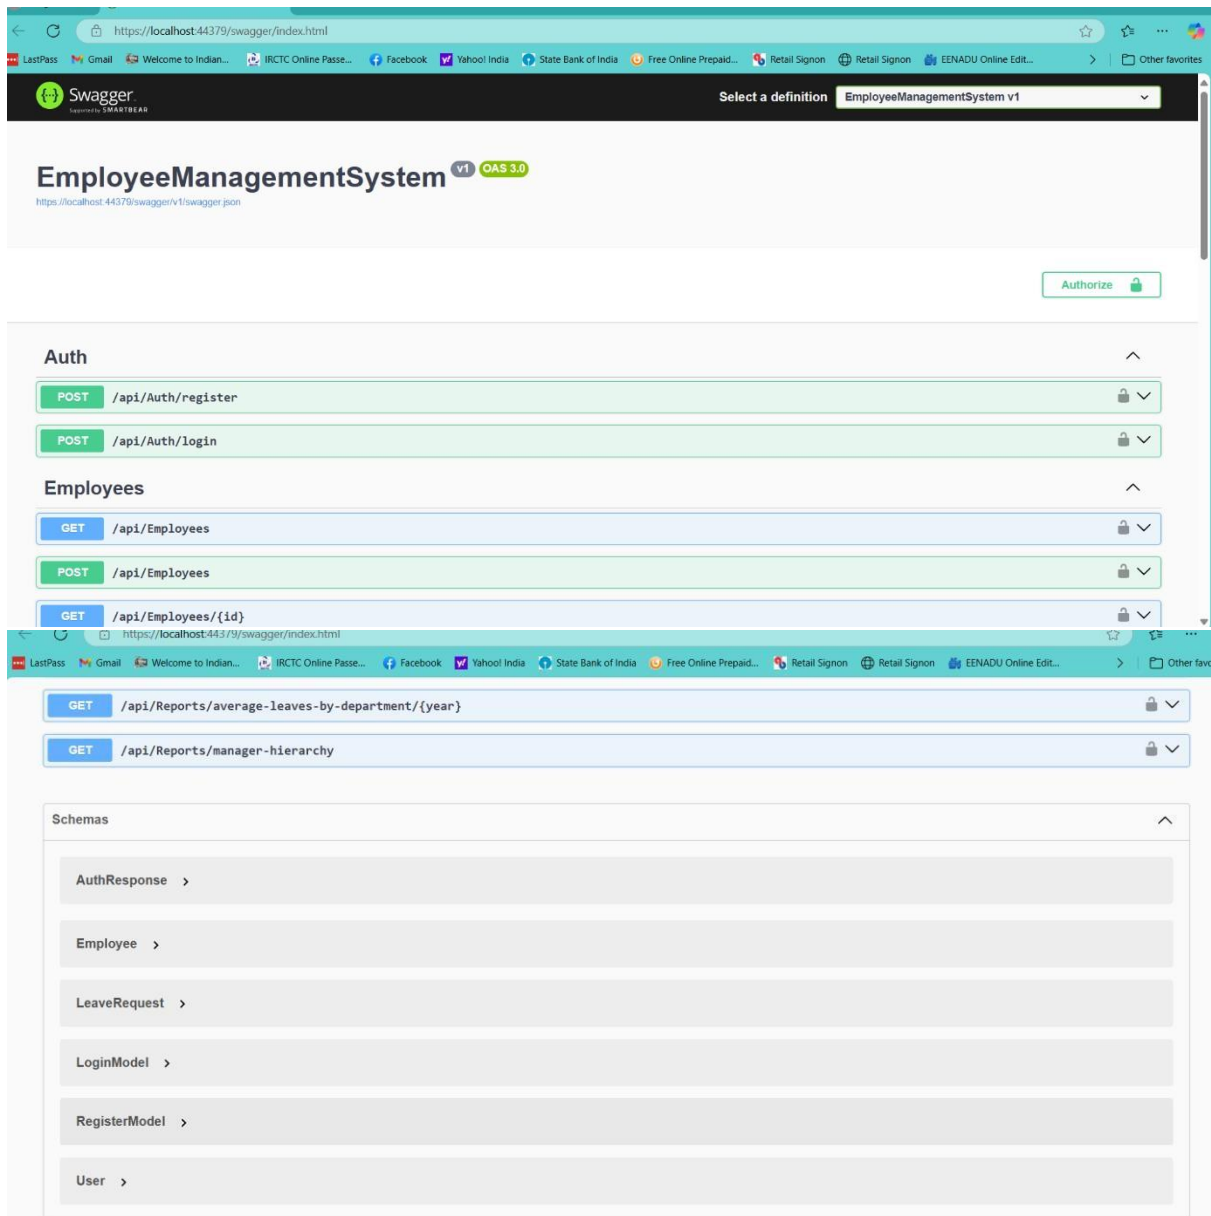 https://localhost:44379/swagger/index.html
LastPass Gmail Welcome to Indian... IRCTC Online Passe... Facebook Yahoo! India State Bank of India Free Online Prepaid... Retail Signon Retail Signon EENADU Online Edit... Other favorites
Swagger.
Supported by SMARTBEAR
Select a definition EmployeeManagementSystem v1
EmployeeManagementSystem v1 OAS 3.0
https://localhost:44379/swagger/v1/swagger.json
Authorize
Auth
POST /api/Auth/register
POST /api/Auth/login
Employees
GET /api/Employees
POST /api/Employees
GET /api/Employees/{id}
https://localhost:44379/swagger/index.html
LastPass Gmail Welcome to Indian... IRCTC Online Passe... Facebook Yahoo! India State Bank of India Free Online Prepaid... Retail Signon Retail Signon EENADU Online Edit... Other favo
GET /api/Reports/average-leaves-by-department/{year}
GET /api/Reports/manager-hierarchy
Schemas
AuthResponse
Employee
LeaveRequest
LoginModel
RegisterModel
User